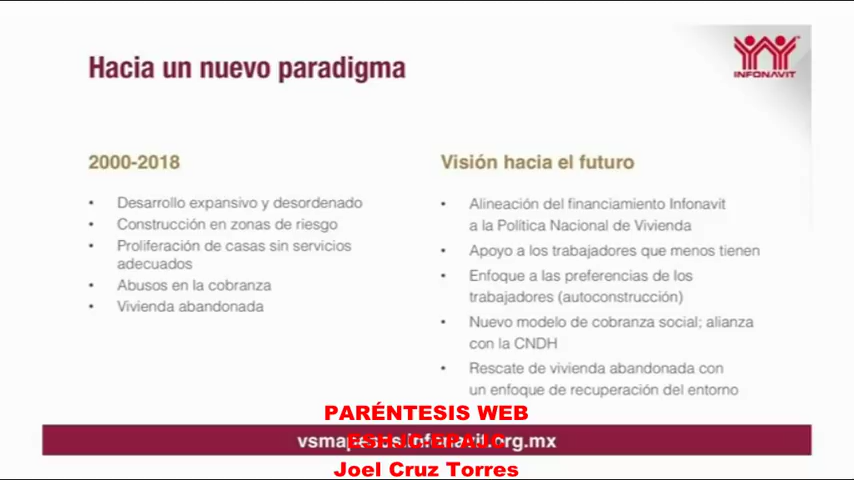 Hacia un nuevo paradigma
INFONAVIT
2000-2018
• Desarrollo expansivo y desordenado
• Construcción en zonas de riesgo
• Proliferación de casas sin servicios
adecuados
• Abusos en la cobranza
• Vivienda abandonada
Visión hacia el futuro
• Alineación del financiamiento Infonavit
a la Política Nacional de Vivienda
• Apoyo a los trabajadores que menos tienen
• Enfoque a las preferencias de los
trabajadores (autoconstrucción)
• Nuevo modelo de cobranza social; alianza
con la CNDH
• Rescate de vivienda abandonada con
un enfoque de recuperación del entorno
PARÉNTESIS WEB
vsmapesos.infonavit.org.mx
Joel Cruz Torres